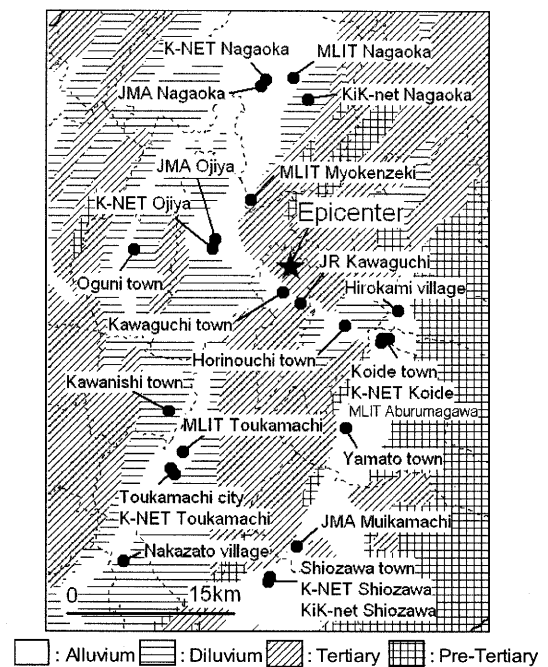 K-NET Nagaoka
MLIT Nagaoka
JMA Nagaoka
KiK-net Nagaoka
JMA Ojiya
MLIT Myokenzeki
K-NET Ojiya
Epicenter
JR Kawaguchi
Oguni town
Hirokami village
Kawaguchi town
Horinouchi town
Koide town
K-NET Koide
MLIT Aburumagawa
Kawanishi town
MLIT Toukamachi
Yamato town
Toukamachi city
K-NET Toukamachi
JMA Muikamachi
Nakazato village
Shiozawa town
K-NET Shiozawa
KiK-net Shiozawa
0 15km
: Alluvium : Diluvium : Tertiary : Pre-Tertiary